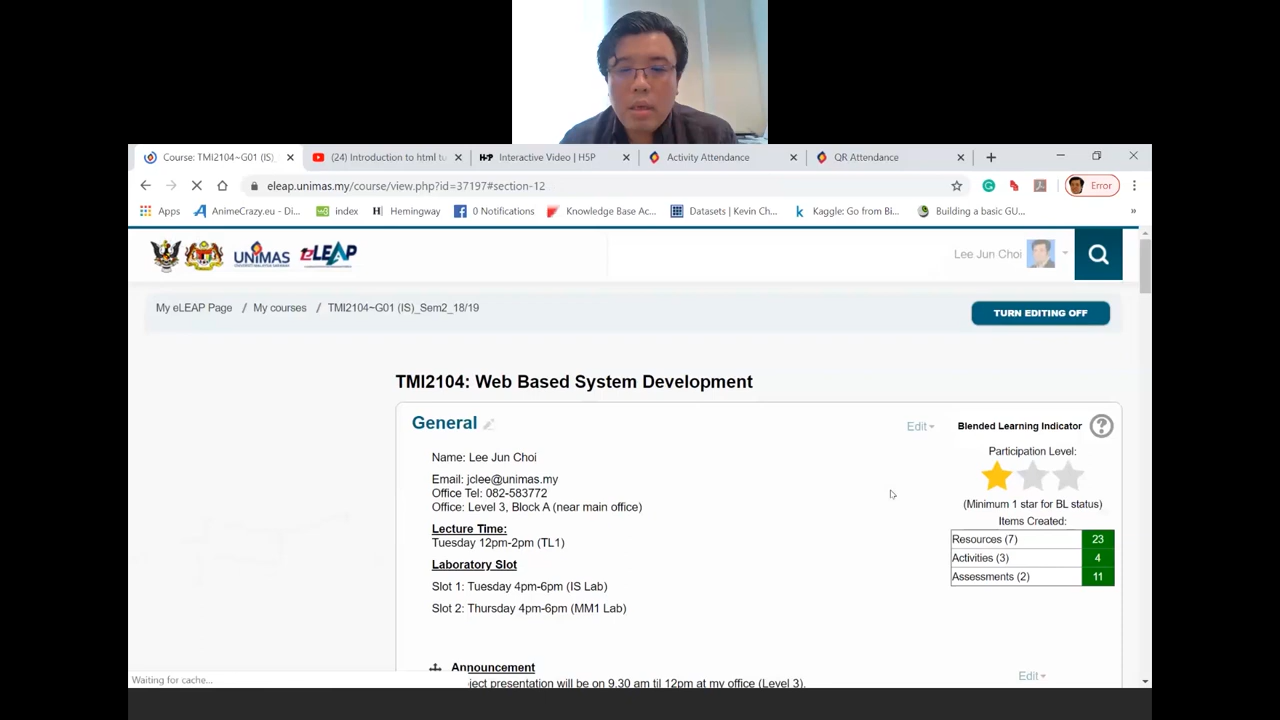 Course: TMI2104~G01 (IS)_
(24) Introduction to html tu
H5P Interactive Video | H5P
Activity Attendance
QR Attendance
eleap.unimas.my/course/view.php?id=37197#section-12
Error
Apps
AnimeCrazy.eu - Di...
index
Hemingway
0 Notifications
Knowledge Base Ac...
Datasets | Kevin Ch...
Kaggle: Go from Bi...
Building a basic GU...
»
UNIMAS
eLEAP
Lee Jun Choi
My eLEAP Page / My courses / TMI2104~G01 (IS)_Sem2_18/19
TURN EDITING OFF
TMI2104: Web Based System Development
General
Edit
Blended Learning Indicator
?
Name: Lee Jun Choi
Participation Level:
Email: jclee@unimas.my
Office Tel: 082-583772
Office: Level 3, Block A (near main office)
(Minimum 1 star for BL status)
Items Created:
Lecture Time:
Tuesday 12pm-2pm (TL1)
Resources (7) 23
Activities (3) 4
Assessments (2) 11
Laboratory Slot
Slot 1: Tuesday 4pm-6pm (IS Lab)
Slot 2: Thursday 4pm-6pm (MM1 Lab)
Announcement
Edit
ject presentation will be on 9.30 am til 12pm at my office (Level 3).
Waiting for cache...